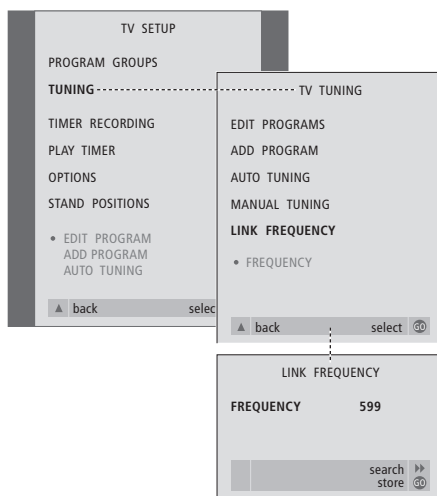 TV SETUP
PROGRAM GROUPS
TUNING
TIMER RECORDING
PLAY TIMER
OPTIONS
STAND POSITIONS
• EDIT PROGRAM
ADD PROGRAM
AUTO TUNING
▲ back selec
TV TUNING
EDIT PROGRAMS
ADD PROGRAM
AUTO TUNING
MANUAL TUNING
LINK FREQUENCY
• FREQUENCY
▲ back select GO
LINK FREQUENCY
FREQUENCY 599
search
store GO